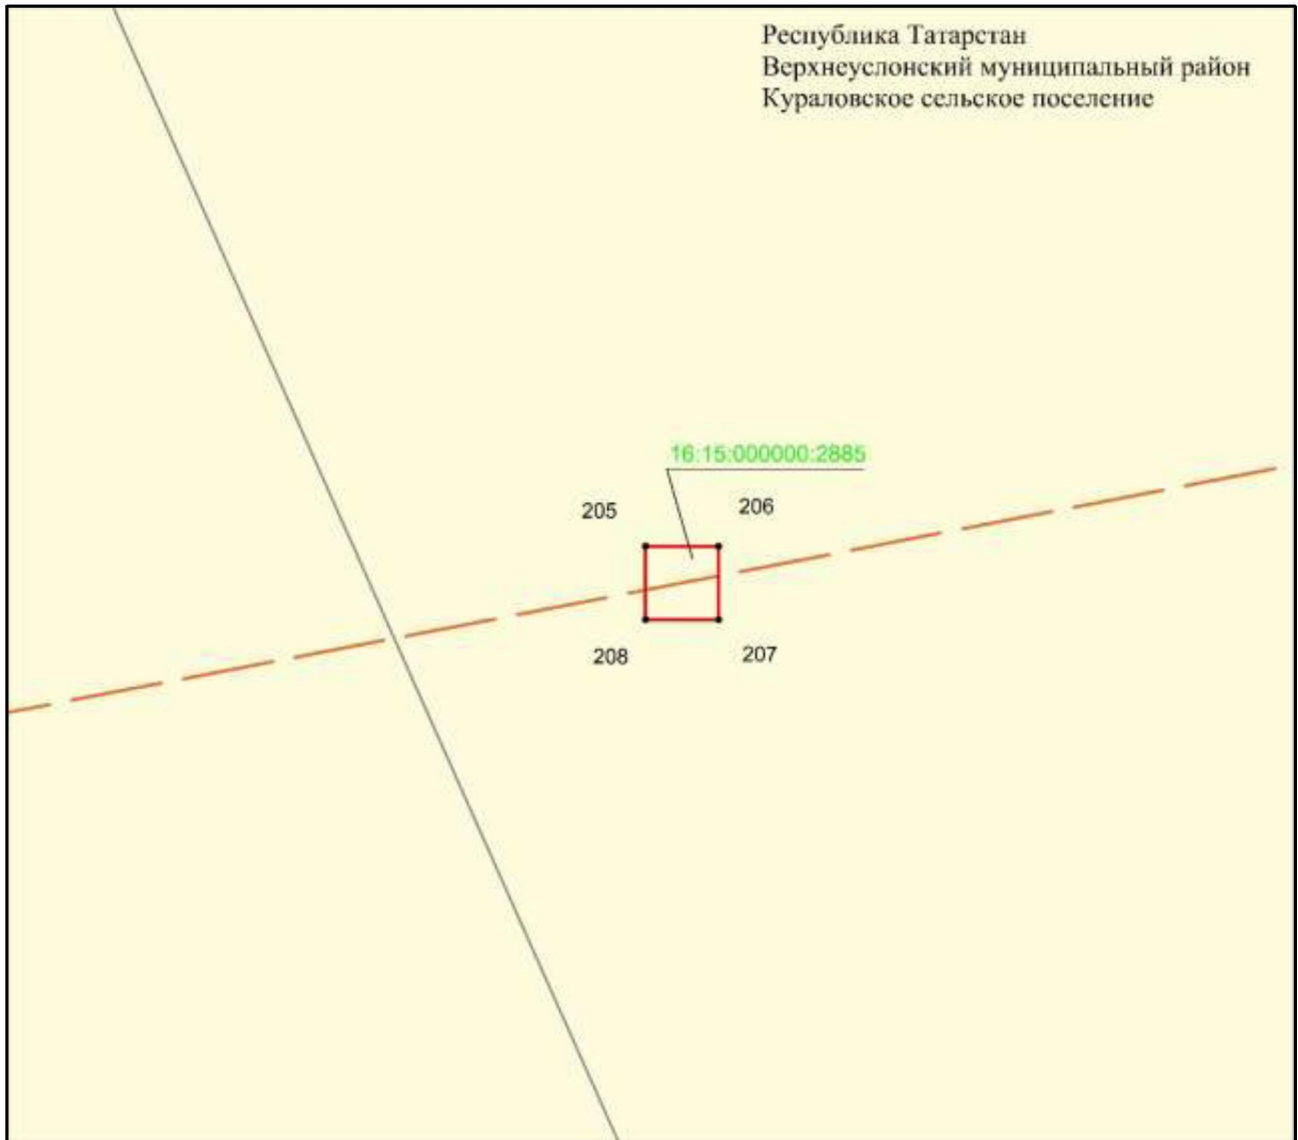 Республика Татарстан
Верхнеуслонский муниципальный район
Кураловское сельское поселение
16:15:000000:2885
205
206
208
207